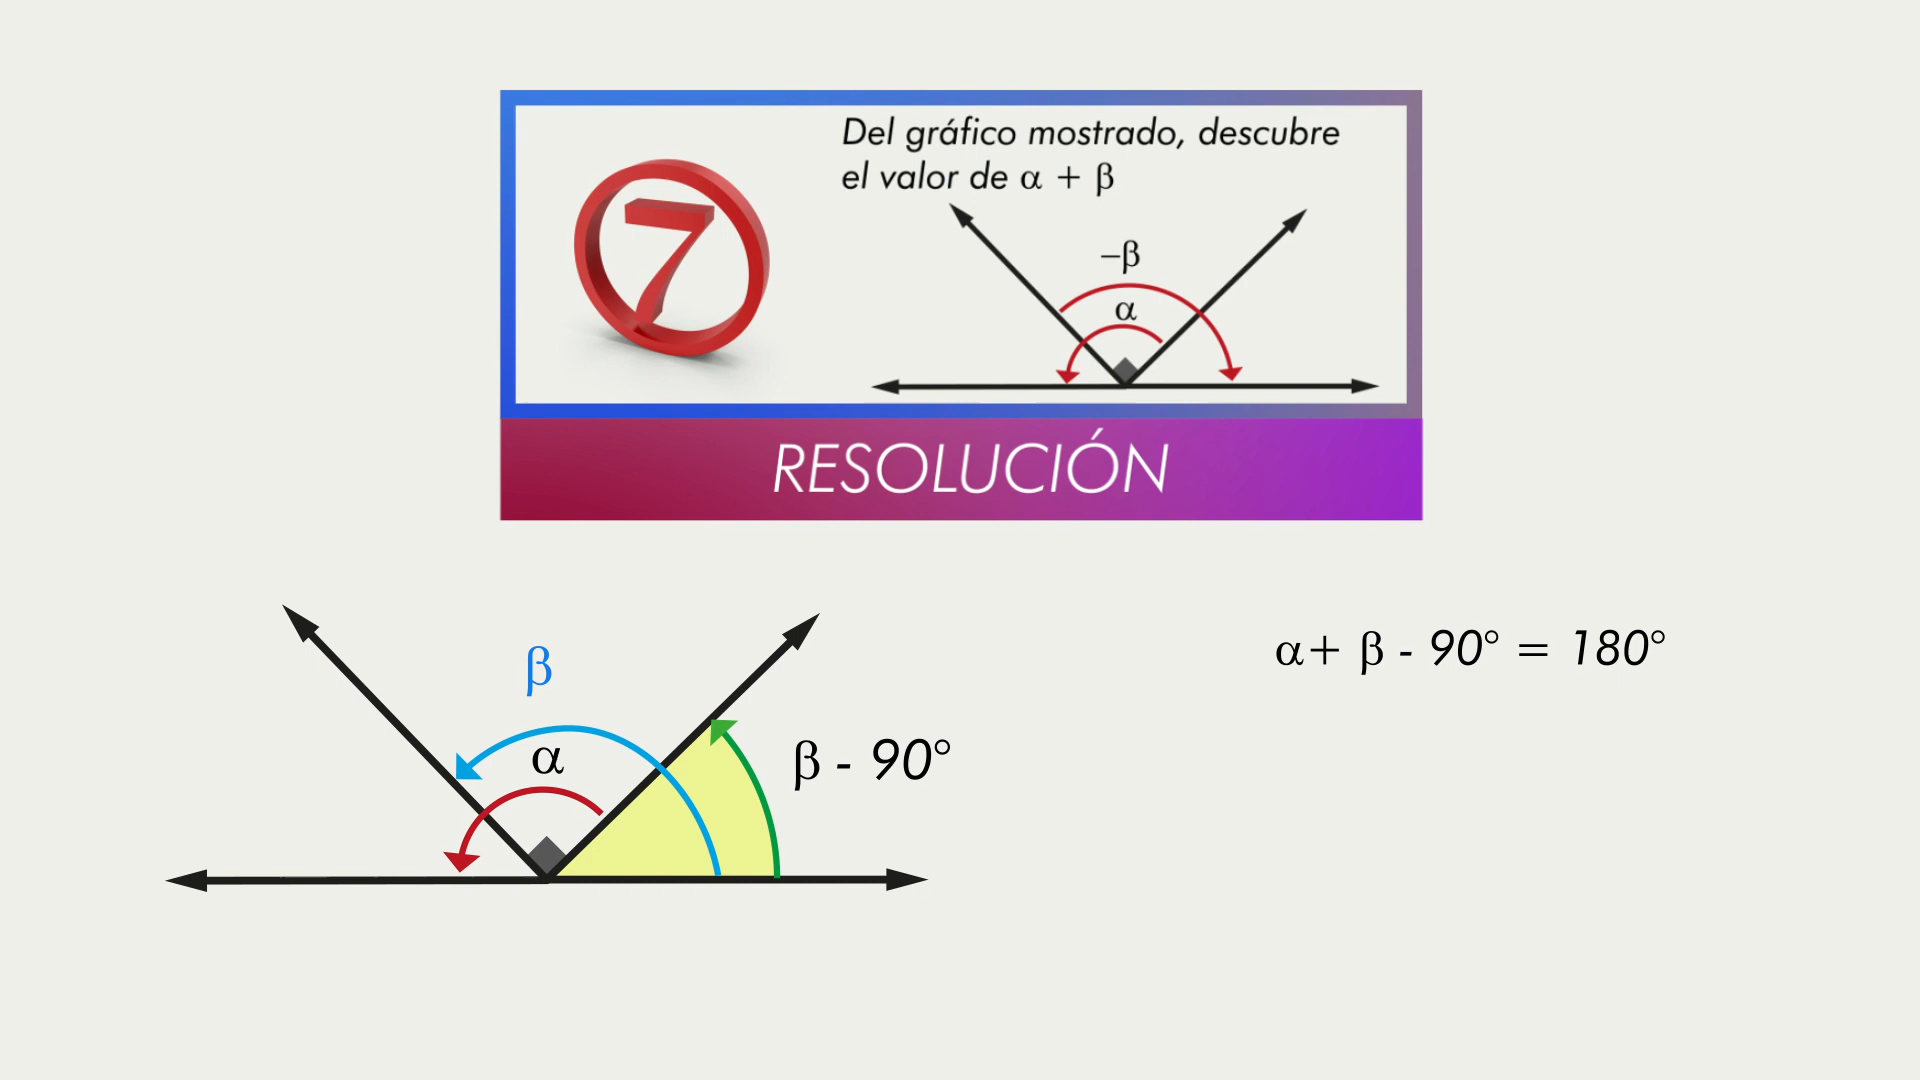 Del gráfico mostrado, descubre
el valor de α + β
7
−β
α
RESOLUCIÓN
β
α
β - 90°
α+ β - 90° = 180°